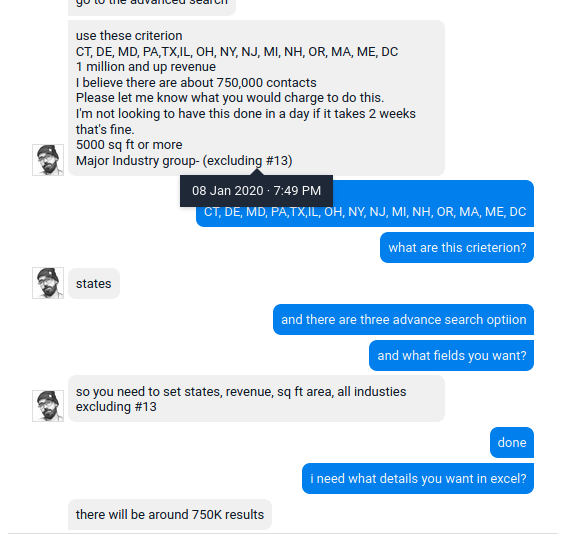 go to the advanced search
use these criterion
CT, DE, MD, PA,TX,IL, OH, NY, NJ, MI, NH, OR, MA, ME, DC
1 million and up revenue
I believe there are about 750,000 contacts
Please let me know what you would charge to do this.
I'm not looking to have this done in a day if it takes 2 weeks
that's fine.
5000 sq ft or more
Major Industry group- (excluding #13)
08 Jan 2020 · 7:49 PM
CT, DE, MD, PA,TX,IL, OH, NY, NJ, MI, NH, OR, MA, ME, DC
what are this crieterion?
states
and there are three advance search optiion
and what fields you want?
so you need to set states, revenue, sq ft area, all industies
excluding #13
done
i need what details you want in excel?
there will be around 750K results